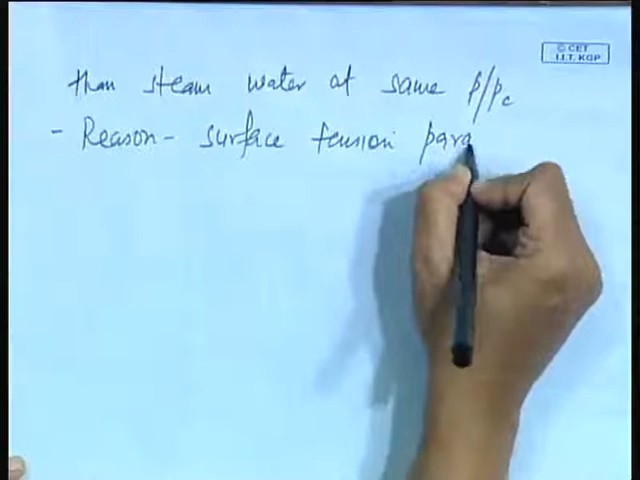 © CET
I.I.T. KGP
than steam water at same p/pc
- Reason - surface tension para